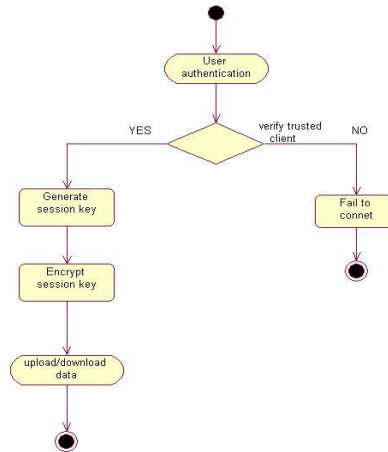 User
authentication
YES
verify trusted
client
NO
Generate
session key
Fail to
connet
Encrypt
session key
upload/download
data